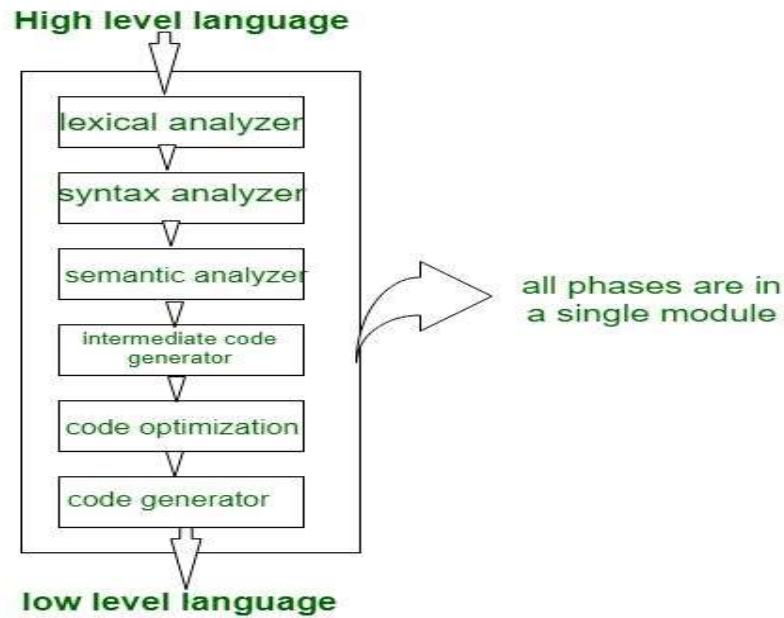 High level language
lexical analyzer
syntax analyzer
semantic analyzer
intermediate code
generator
code optimization
code generator
low level language
all phases are in
a single module